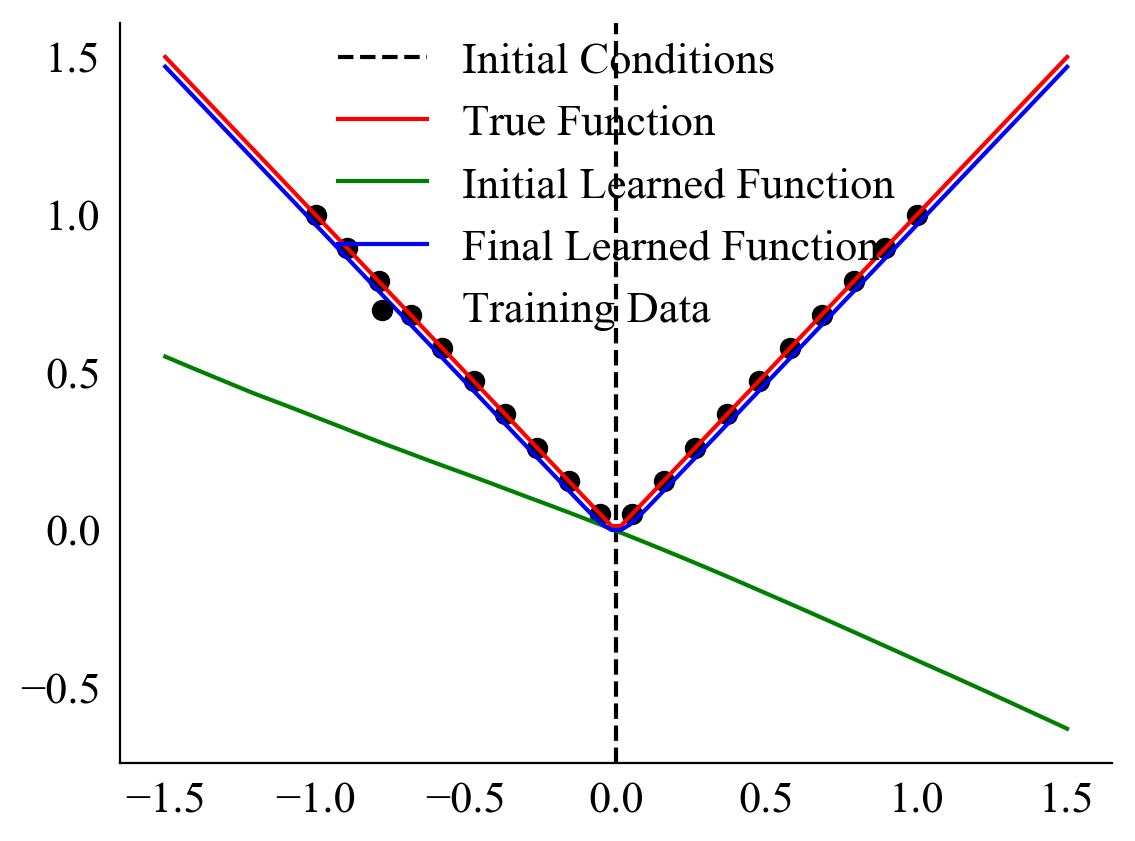 1.5
1.0
0.5
0.0
−0.5
Initial Conditions
True Function
Initial Learned Function
Final Learned Function
Training Data
−1.5 −1.0 −0.5 0.0 0.5 1.0 1.5